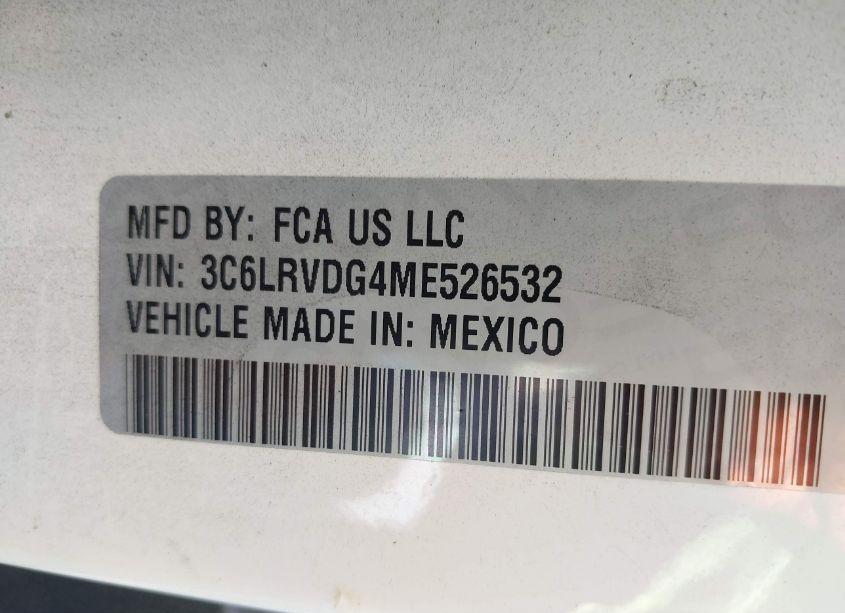 MFD BY: FCA US LLC
VIN: 3C6LRVDG4ME526532
VEHICLE MADE IN: MEXICO